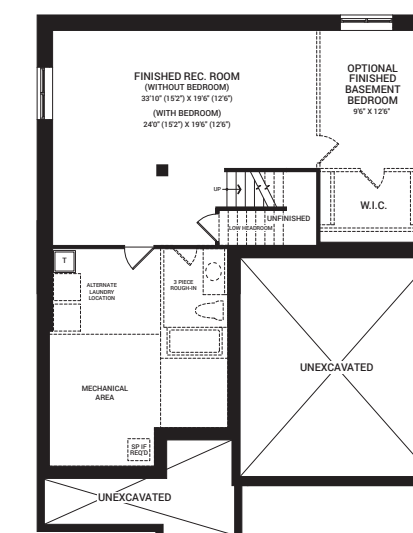 FINISHED REC. ROOM
(WITHOUT BEDROOM)
33'10" (15'2") X 19'6" (12'6")
(WITH BEDROOM)
24'0" (15'2") X 19'6" (12'6")
OPTIONAL
FINISHED
BASEMENT
BEDROOM
9'6" X 12'6"
UP
W.I.C.
UNFINISHED
LOW HEADROOM
T
ALTERNATE
LAUNDRY
LOCATION
3 PIECE
ROUGH-IN
MECHANICAL
AREA
UNEXCAVATED
SP IF
REQ'D
UNEXCAVATED